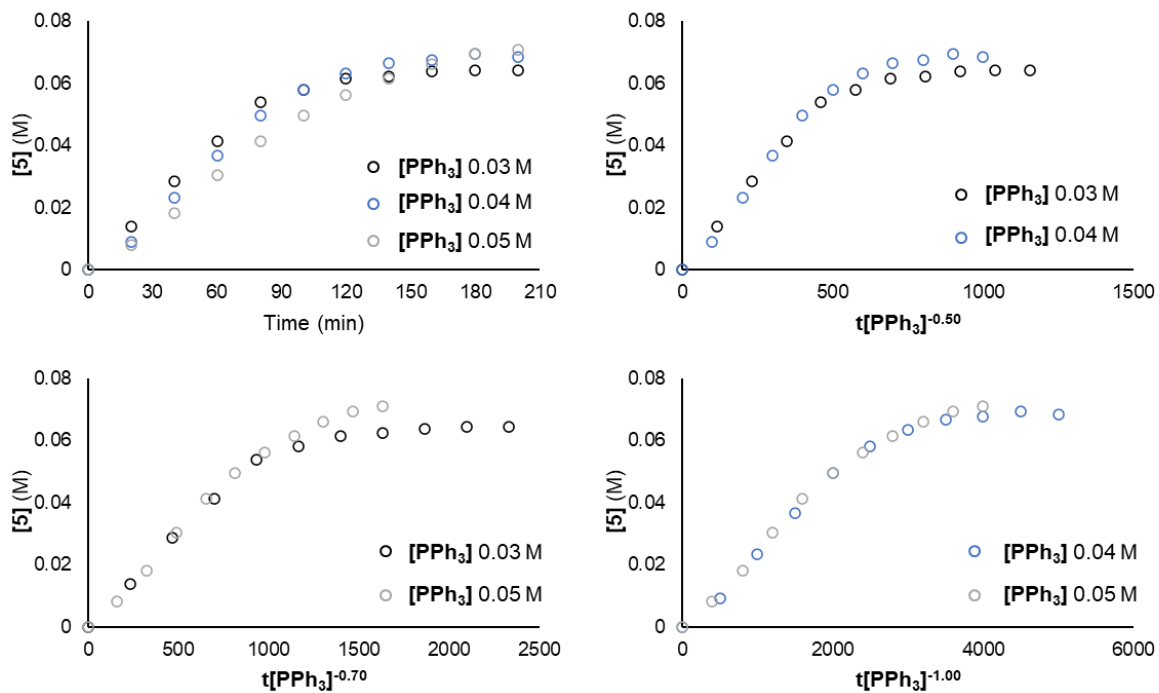 0.08
0.06
0.04
0.02
0
[5] (M)
[PPh₃] 0.03 M
[PPh₃] 0.04 M
[PPh₃] 0.05 M
0 30 60 90 120 150 180 210
Time (min)
0.08
0.06
0.04
0.02
0
[5] (M)
[PPh₃] 0.03 M
[PPh₃] 0.04 M
0 500 1000 1500
t[PPh₃]⁻⁰·⁵⁰
0.08
0.06
0.04
0.02
0
[5] (M)
[PPh₃] 0.03 M
[PPh₃] 0.05 M
0 500 1000 1500 2000 2500
t[PPh₃]⁻⁰·⁷⁰
0.08
0.06
0.04
0.02
0
[5] (M)
[PPh₃] 0.04 M
[PPh₃] 0.05 M
0 2000 4000 6000
t[PPh₃]⁻¹·⁰⁰